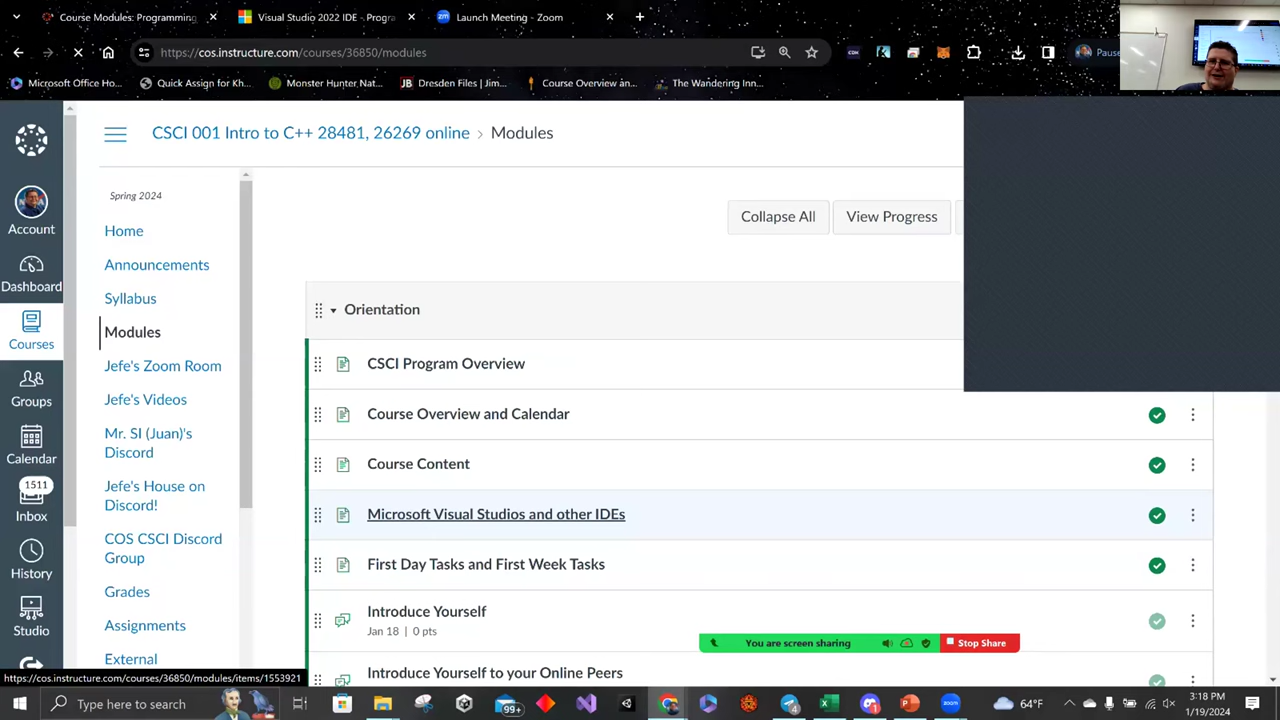 Course Modules: Programming
Visual Studio 2022 IDE - Progra
Launch Meeting - Zoom
https://cos.instructure.com/courses/36850/modules
Pause
Microsoft Office Ho...
Quick Assign for Kh...
Monster Hunter Nat...
Dresden Files | Jim...
Course Overview an...
The Wandering Inn...
CSCI 001 Intro to C++ 28481, 26269 online › Modules
Account
Dashboard
Courses
Groups
Calendar
1511
Inbox
History
Studio
Spring 2024
Home
Announcements
Syllabus
Modules
Jefe's Zoom Room
Jefe's Videos
Mr. SI (Juan)'s
Discord
Jefe's House on
Discord!
COS CSCI Discord
Group
Grades
Assignments
External
Collapse All
View Progress
Orientation
CSCI Program Overview
Course Overview and Calendar
Course Content
Microsoft Visual Studios and other IDEs
First Day Tasks and First Week Tasks
Introduce Yourself
Jan 18 | 0 pts
You are screen sharing
Stop Share
Introduce Yourself to your Online Peers
https://cos.instructure.com/courses/36850/modules/items/1553921
Type here to search
99+
64°F
3:18 PM
1/19/2024